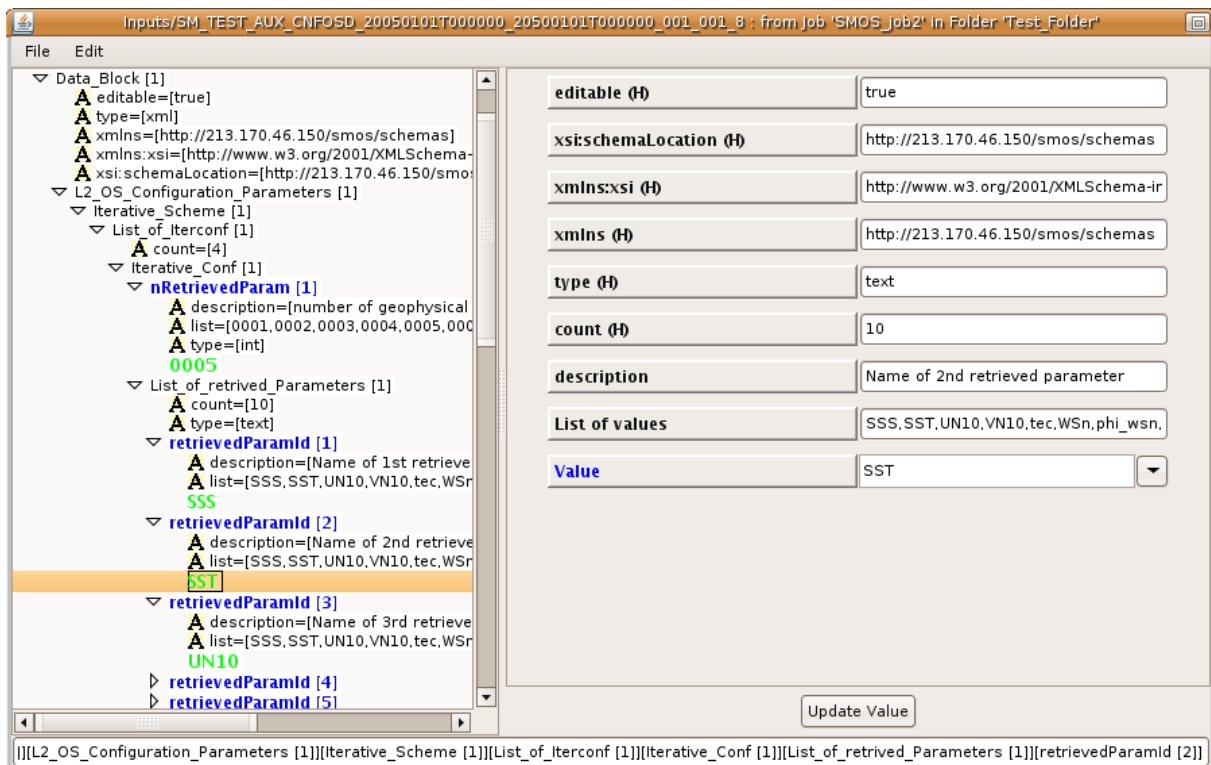 Inputs/SM_TEST_AUX_CNFOSD_20050101T000000_20500101T000000_001_001_8 : from Job 'SMOS_job2' in Folder 'Test_Folder'
File Edit
Data_Block [1]
A editable=[true]
A type=[xml]
A xmlns=[http://213.170.46.150/smos/schemas]
A xmlns:xsi=[http://www.w3.org/2001/XMLSchema-
A xsi:schemaLocation=[http://213.170.46.150/smo
L2_OS_Configuration_Parameters [1]
Iterative_Scheme [1]
List_of_Iterconf [1]
A count=[4]
Iterative_Conf [1]
nRetrievedParam [1]
A description=[number of geophysical
A list=[0001,0002,0003,0004,0005,000
A type=[int]
0005
List_of_retrived_Parameters [1]
A count=[10]
A type=[text]
retrievedParamId [1]
A description=[Name of 1st retrieve
A list=[SSS,SST,UN10,VN10,tec,WSn
SSS
retrievedParamId [2]
A description=[Name of 2nd retrieve
A list=[SSS,SST,UN10,VN10,tec,WSn
SST
retrievedParamId [3]
A description=[Name of 3rd retrieve
A list=[SSS,SST,UN10,VN10,tec,WSn
UN10
retrievedParamId [4]
retrievedParamId [5]
editable (H) true
xsi:schemaLocation (H) http://213.170.46.150/smos/schemas
xmlns:xsi (H) http://www.w3.org/2001/XMLSchema-in
xmlns (H) http://213.170.46.150/smos/schemas
type (H) text
count (H) 10
description Name of 2nd retrieved parameter
List of values SSS,SST,UN10,VN10,tec,WSn,phi_wsn,
Value SST
Update Value
][L2_OS_Configuration_Parameters [1]][Iterative_Scheme [1]][List_of_Iterconf [1]][Iterative_Conf [1]][List_of_retrived_Parameters [1]][retrievedParamId [2]]